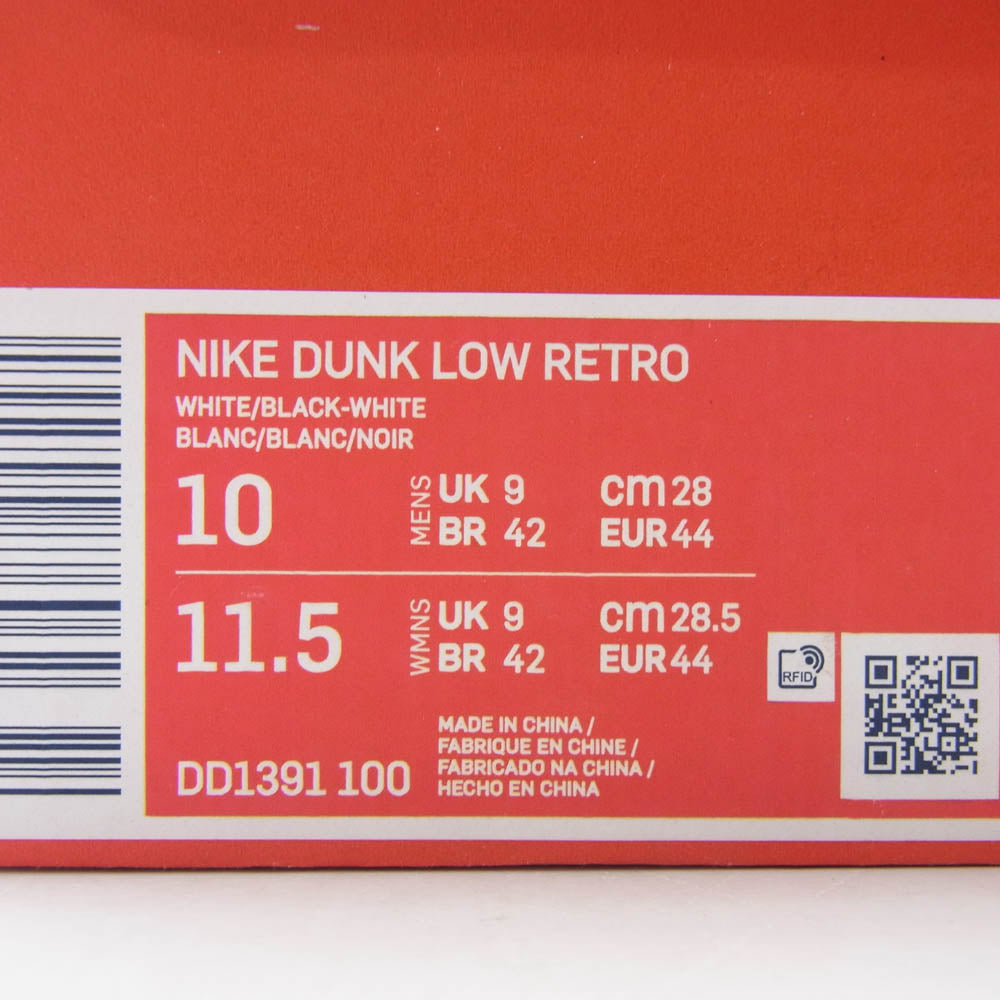 NIKE DUNK LOW RETRO
WHITE/BLACK-WHITE
BLANC/BLANC/NOIR
10 MENS UK 9 cm 28
BR 42 EUR 44
11.5 WMNS UK 9 cm 28.5
BR 42 EUR 44
RFID
MADE IN CHINA /
FABRIQUE EN CHINE /
FABRICADO NA CHINA /
HECHO EN CHINA
DD1391 100